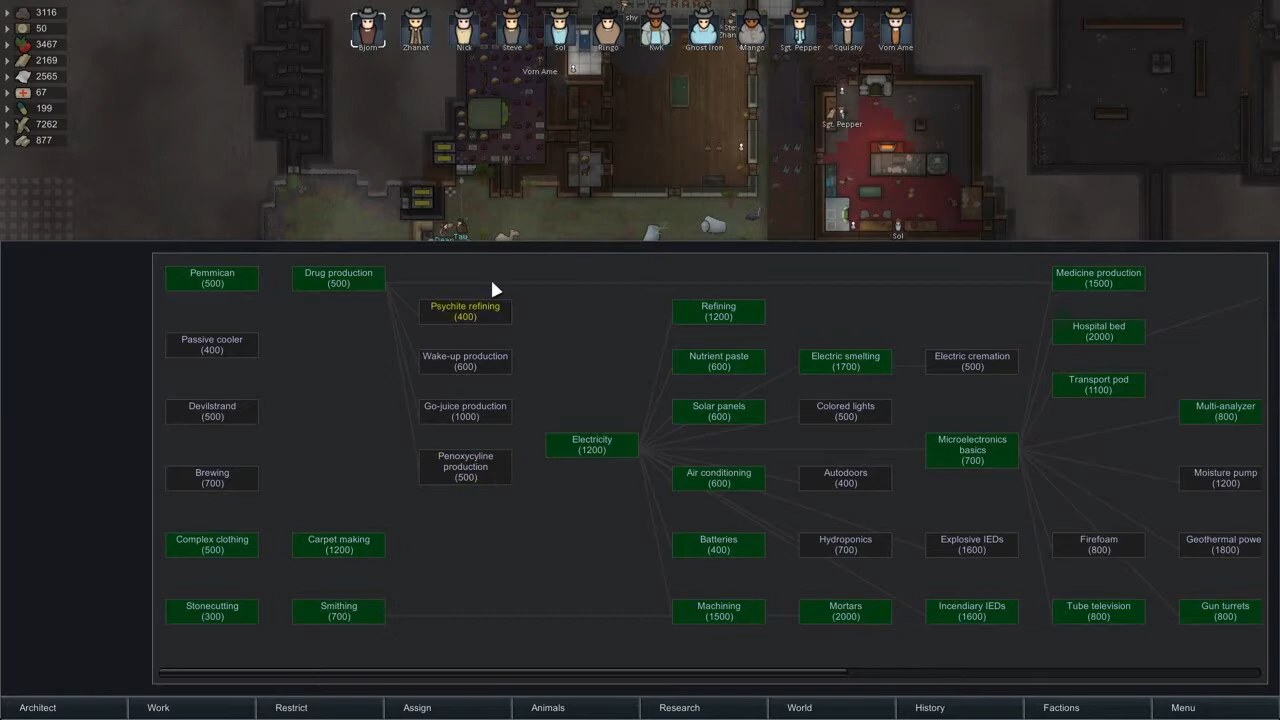 3116
50
3467
2169
2565
67
199
7262
877
shy
Bjorn
Zhanat
Nick
Steve
Sol
Ringo
KwK
Ghost Iron
Mango
Sgt. Pepper
Squishy
Vorn Ame
Vorn Ame
Sgt. Pepper
Tau
Sol
Pemmican
(500)
Drug production
(500)
Medicine production
(1500)
Psychite refining
(400)
Refining
(1200)
Hospital bed
(2000)
Passive cooler
(400)
Wake-up production
(600)
Nutrient paste
(600)
Electric smelting
(1700)
Electric cremation
(500)
Transport pod
(1100)
Devilstrand
(500)
Go-juice production
(1000)
Solar panels
(600)
Colored lights
(500)
Multi-analyzer
(800)
Electricity
(1200)
Microelectronics
basics
(700)
Penoxycyline
production
(500)
Brewing
(700)
Air conditioning
(600)
Autodoors
(400)
Moisture pump
(1200)
Complex clothing
(500)
Carpet making
(1200)
Batteries
(400)
Hydroponics
(700)
Explosive IEDs
(1600)
Firefoam
(800)
Geothermal powe
(1800)
Stonecutting
(300)
Smithing
(700)
Machining
(1500)
Mortars
(2000)
Incendiary IEDs
(1600)
Tube television
(800)
Gun turrets
(800)
Architect
Work
Restrict
Assign
Animals
Research
World
History
Factions
Menu